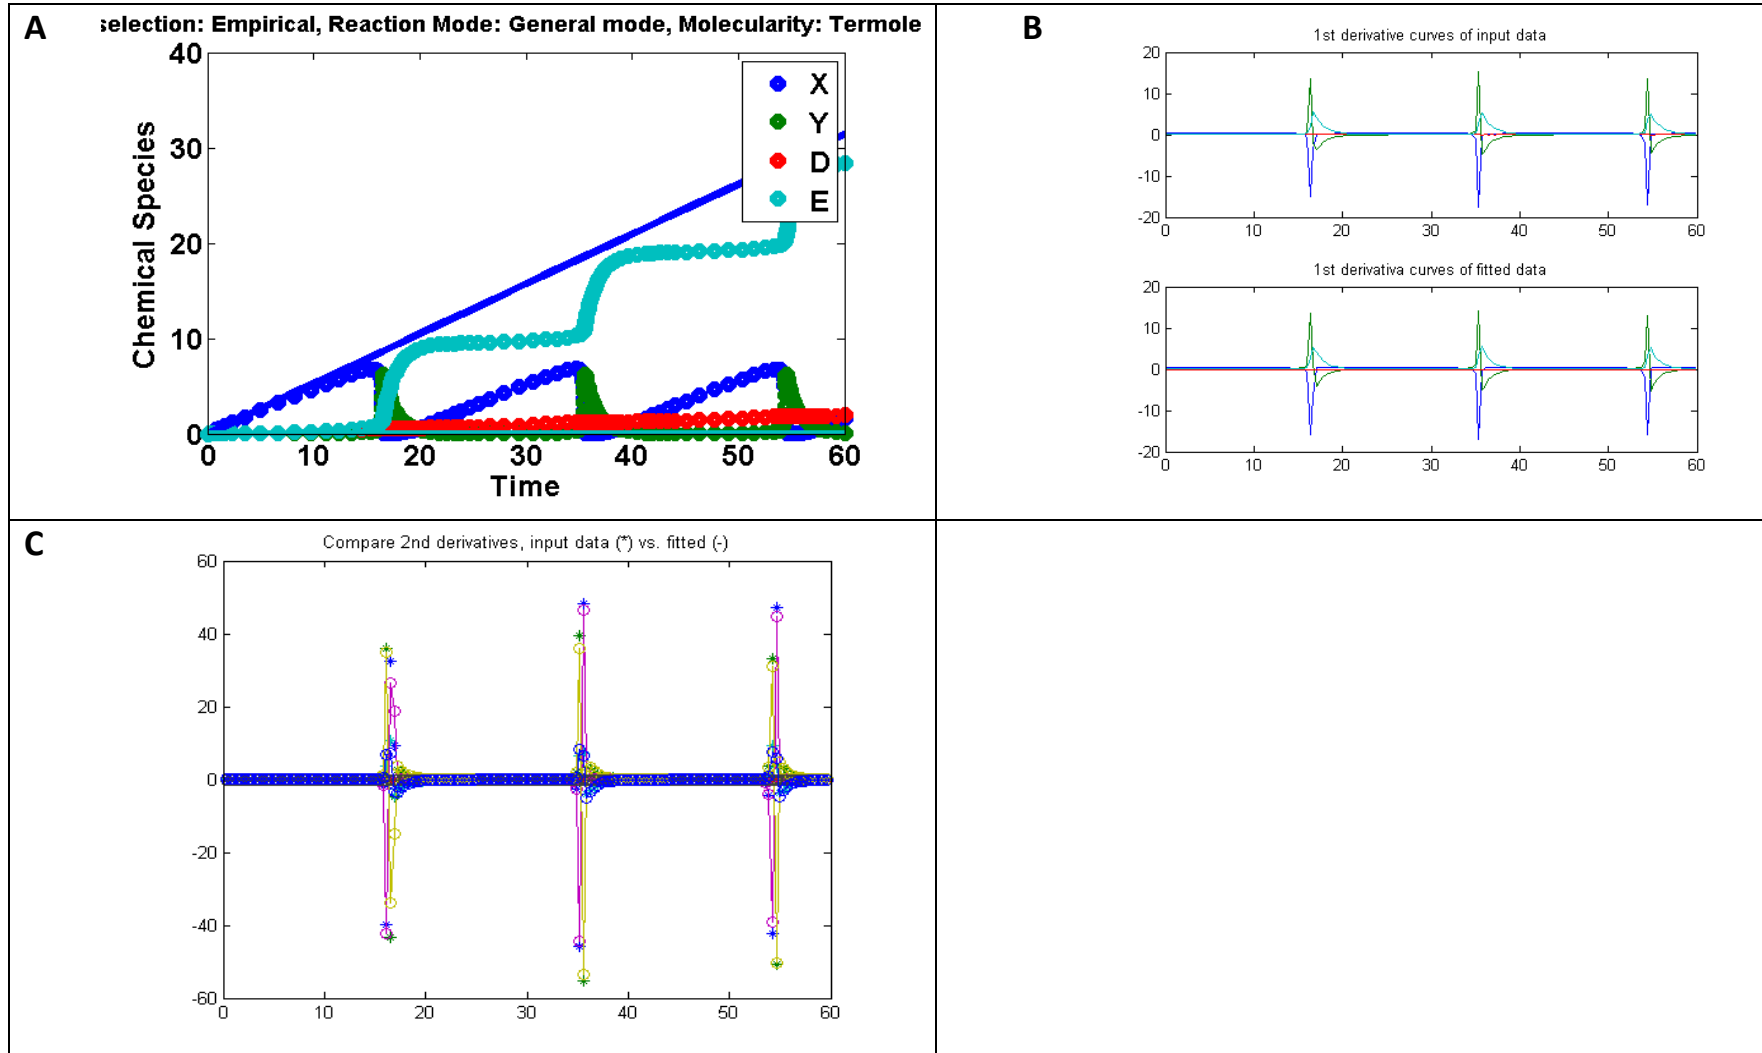 A
selection: Empirical, Reaction Mode: General mode, Molecularity: Termole
40
30
20
10
0
Chemical Species
X
Y
D
E
0 10 20 30 40 50 60
Time
B
1st derivative curves of input data
20
10
0
-10
-20
0 10 20 30 40 50 60
1st derivativa curves of fitted data
20
10
0
-10
-20
0 10 20 30 40 50 60
C
Compare 2nd derivatives, input data (*) vs. fitted (-)
60
40
20
0
-20
-40
-60
0 10 20 30 40 50 60